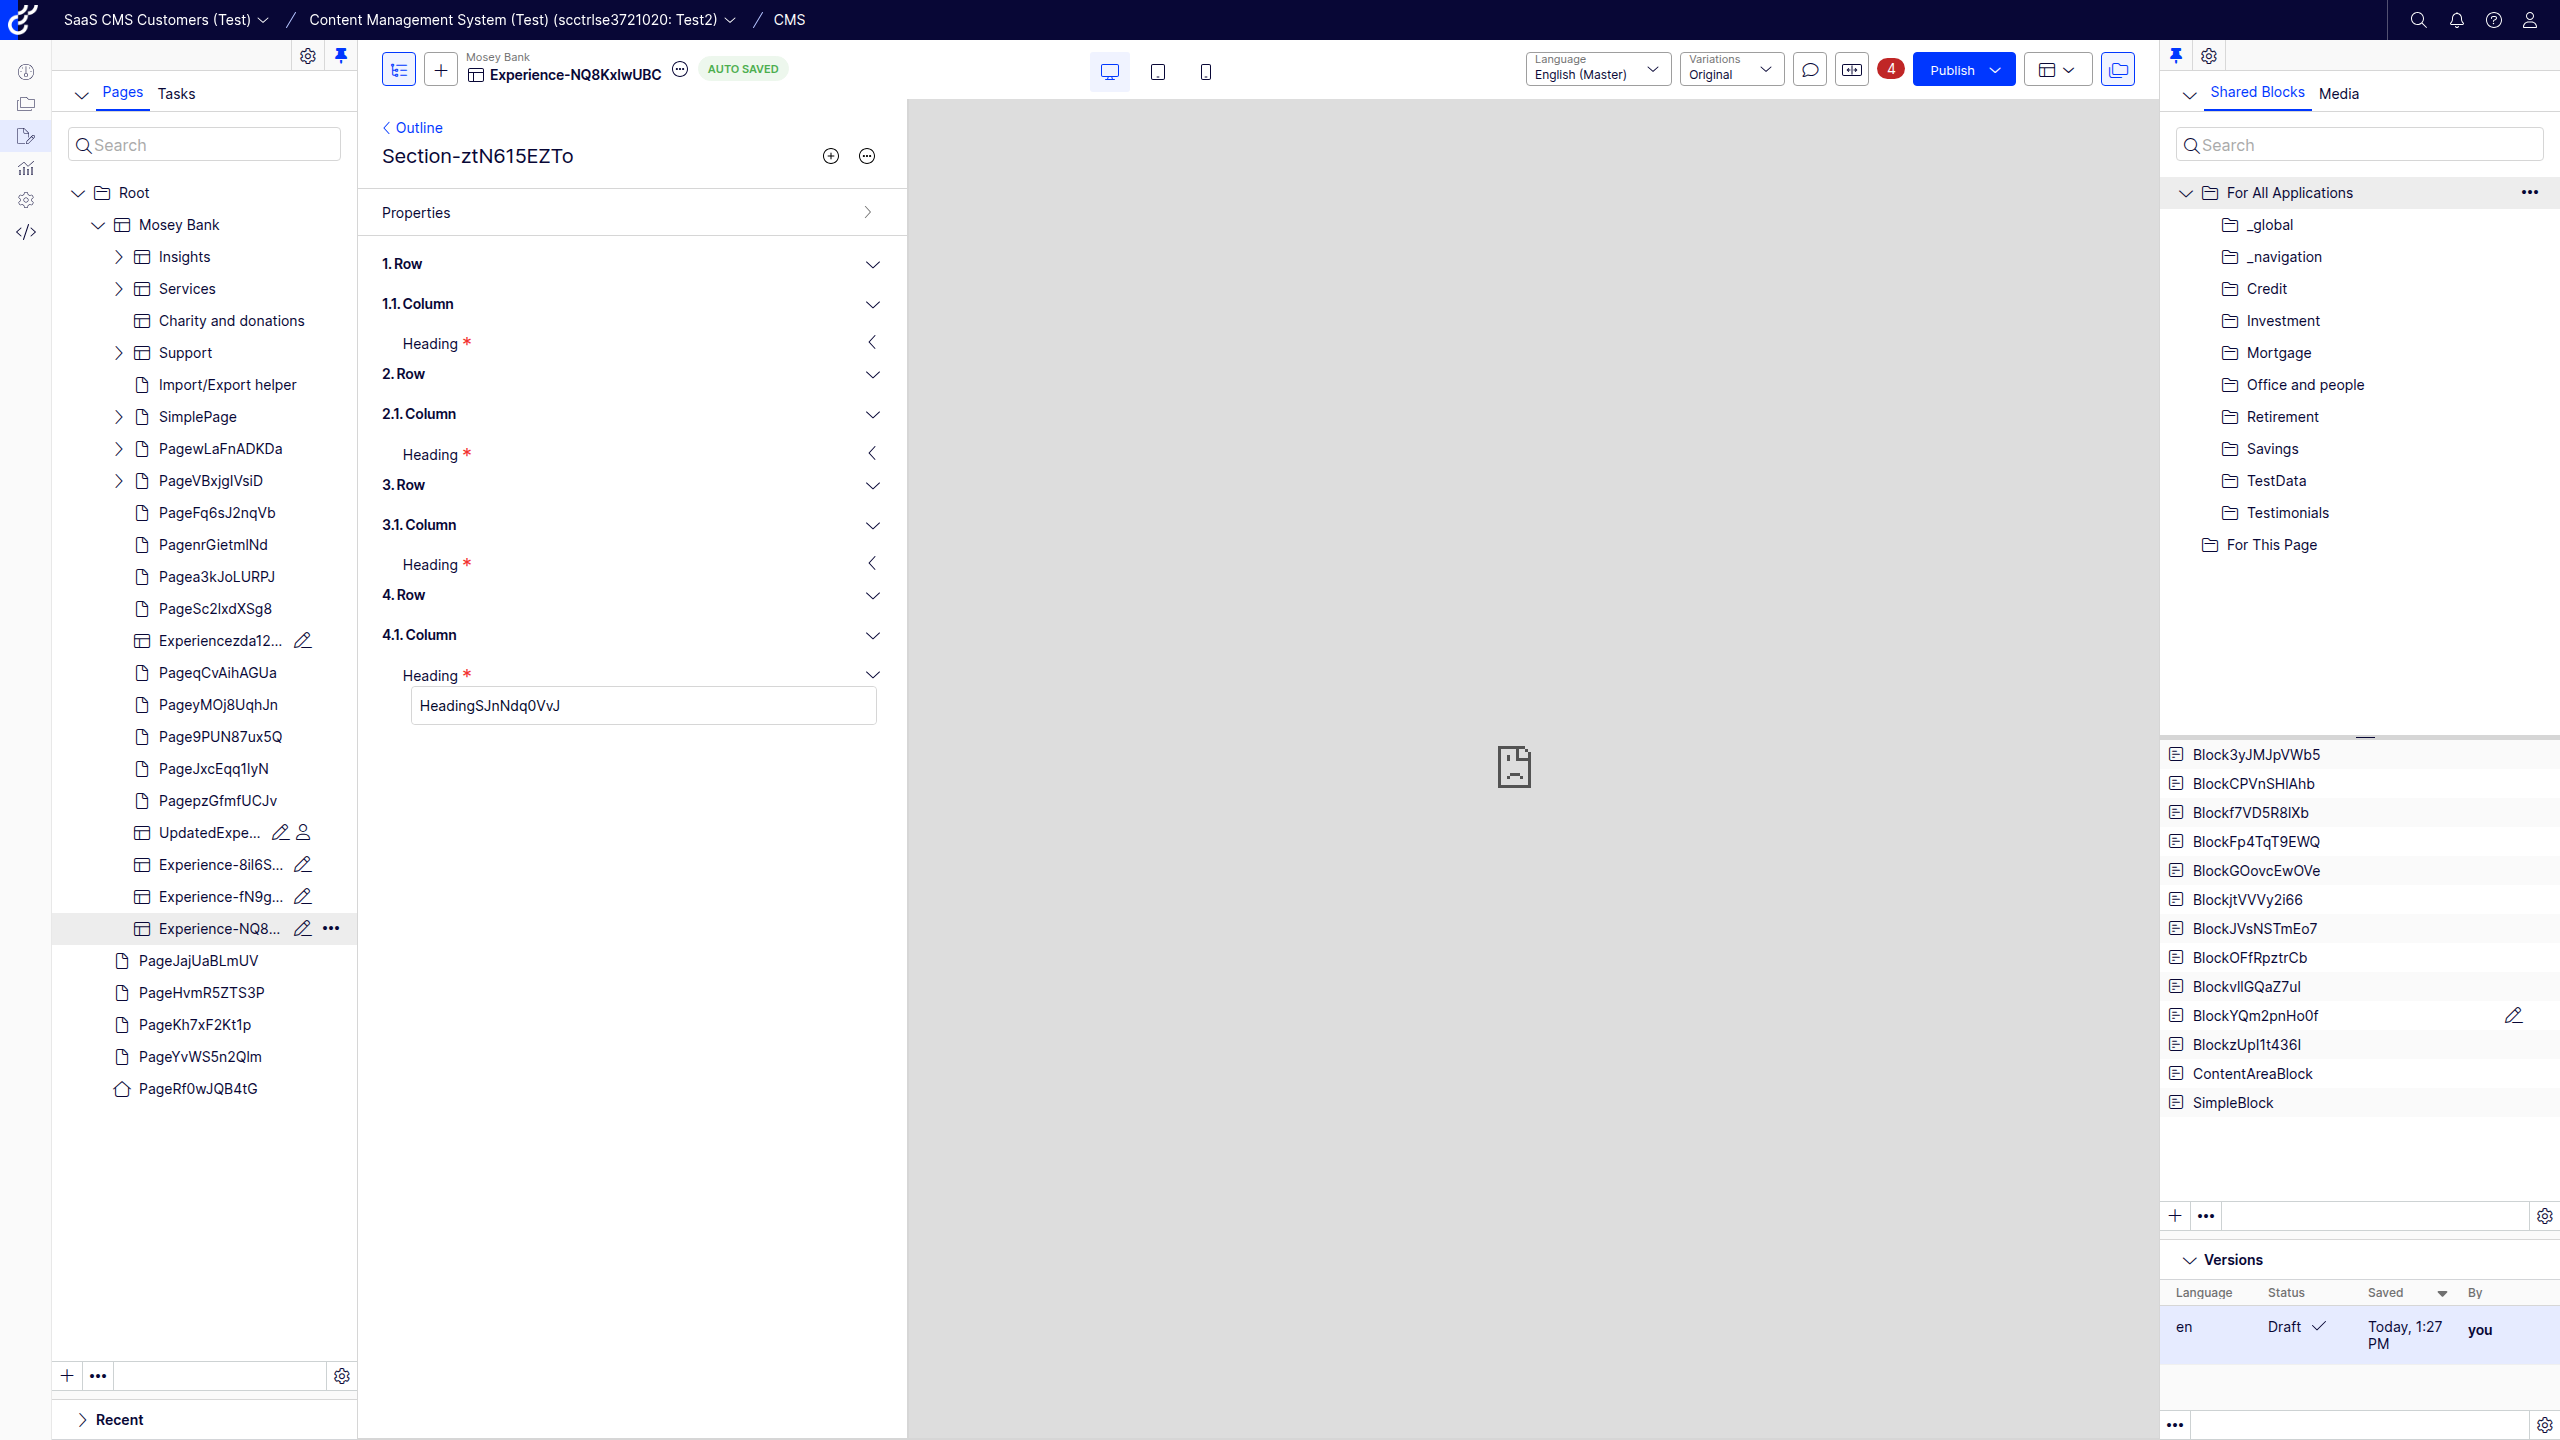 SaaS CMS Customers (Test)
Content Management System (Test) (scctrlse3721020: Test2)
CMS
Pages
Tasks
Search
Root
Mosey Bank
Insights
Services
Charity and donations
Support
Import/Export helper
SimplePage
PagewLaFnADKDa
PageVBxjglVsiD
PageFq6sJ2nqVb
PagenrGietmlNd
Pagea3kJoLURPJ
PageSc2lxdXSg8
Experiencezda12...
PageqCvAihAGUa
PageyMOj8UqhJn
Page9PUN87ux5Q
PageJxcEqq1lyN
PagepzGfmfUCJv
UpdatedExpe...
Experience-8il6S...
Experience-fN9g...
Experience-NQ8...
PageJajUaBLmUV
PageHvmR5ZTS3P
PageKh7xF2Kt1p
PageYvWS5n2Qlm
PageRf0wJQB4tG
Recent
Mosey Bank
Experience-NQ8KxlwUBC
AUTO SAVED
Language
English (Master)
Variations
Original
4
Publish
Outline
Section-ztN615EZTo
Properties
1. Row
1.1. Column
Heading *
2. Row
2.1. Column
Heading *
3. Row
3.1. Column
Heading *
4. Row
4.1. Column
Heading *
HeadingSJnNdq0VvJ
Shared Blocks
Media
Search
For All Applications
_global
_navigation
Credit
Investment
Mortgage
Office and people
Retirement
Savings
TestData
Testimonials
For This Page
Block3yJMJpVWb5
BlockCPVnSHlAhb
Blockf7VD5R8lXb
BlockFp4TqT9EWQ
BlockGOovcEwOVe
BlockjtVVVy2i66
BlockJVsNSTmEo7
BlockOFfRpztrCb
BlockvllGQaZ7ul
BlockYQm2pnHo0f
BlockzUpI1t436l
ContentAreaBlock
SimpleBlock
Versions
Language
Status
Saved
By
en
Draft
Today, 1:27
PM
you